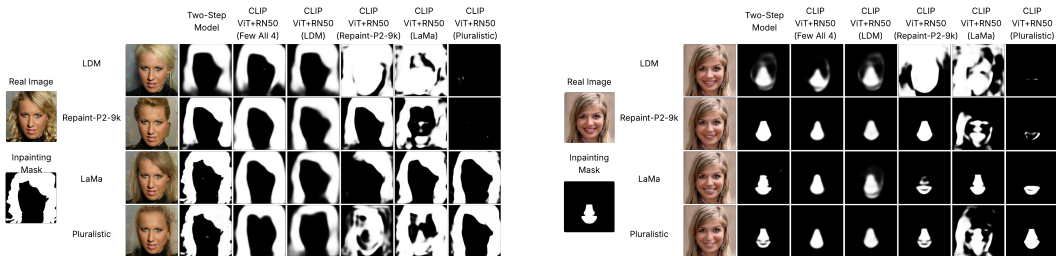 Two-Step
Model
CLIP
ViT+RN50
(Few All 4)
CLIP
ViT+RN50
(LDM)
CLIP
ViT+RN50
(Repaint-P2-9k)
CLIP
ViT+RN50
(LaMa)
CLIP
ViT+RN50
(Pluralistic)
LDM
Real Image
Repaint-P2-9k
Inpainting
Mask
LaMa
Pluralistic
Two-Step
Model
CLIP
ViT+RN50
(Few All 4)
CLIP
ViT+RN50
(LDM)
CLIP
ViT+RN50
(Repaint-P2-9k)
CLIP
ViT+RN50
(LaMa)
CLIP
ViT+RN50
(Pluralistic)
LDM
Real Image
Repaint-P2-9k
Inpainting
Mask
LaMa
Pluralistic